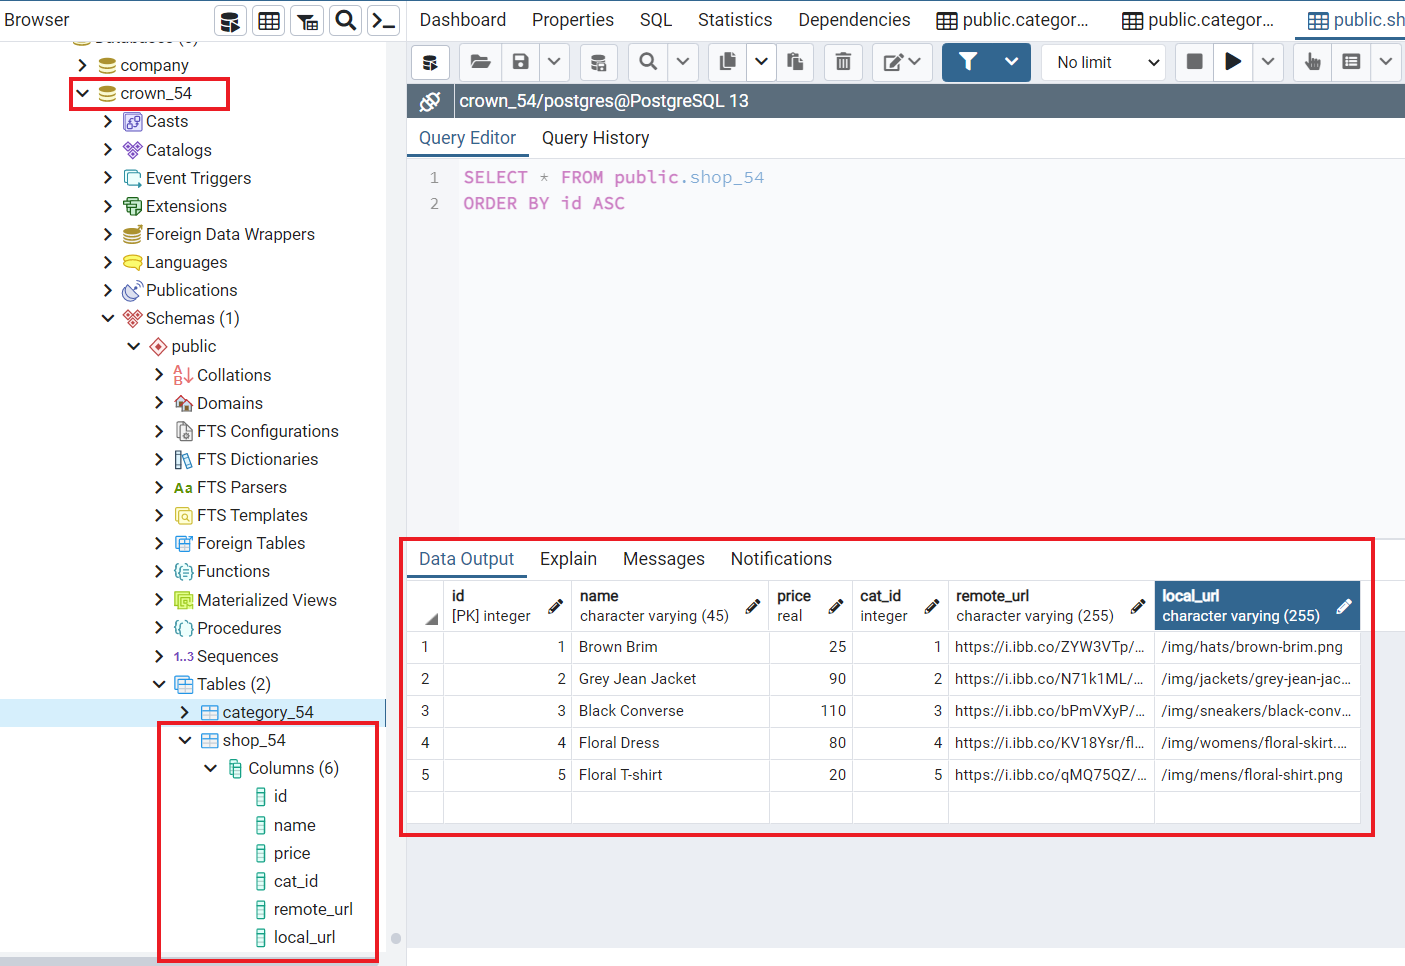 Browser
Databases (3)
company
crown_54
Casts
Catalogs
Event Triggers
Extensions
Foreign Data Wrappers
Languages
Publications
Schemas (1)
public
Collations
Domains
FTS Configurations
FTS Dictionaries
Aa FTS Parsers
FTS Templates
Foreign Tables
Functions
Materialized Views
Procedures
1..3 Sequences
Tables (2)
category_54
shop_54
Columns (6)
id
name
price
cat_id
remote_url
local_url
Dashboard Properties SQL Statistics Dependencies public.categor... public.categor... public.sh
No limit
crown_54/postgres@PostgreSQL 13
Query Editor Query History
1 SELECT * FROM public.shop_54
2 ORDER BY id ASC
Data Output Explain Messages Notifications
id name price cat_id remote_url local_url
[PK] integer character varying (45) real integer character varying (255) character varying (255)
1 1 Brown Brim 25 1 https://i.ibb.co/ZYW3VTp/... /img/hats/brown-brim.png
2 2 Grey Jean Jacket 90 2 https://i.ibb.co/N71k1ML/... /img/jackets/grey-jean-jac...
3 3 Black Converse 110 3 https://i.ibb.co/bPmVXyP/... /img/sneakers/black-conv...
4 4 Floral Dress 80 4 https://i.ibb.co/KV18Ysr/fl... /img/womens/floral-skirt....
5 5 Floral T-shirt 20 5 https://i.ibb.co/qMQ75QZ/... /img/mens/floral-shirt.png